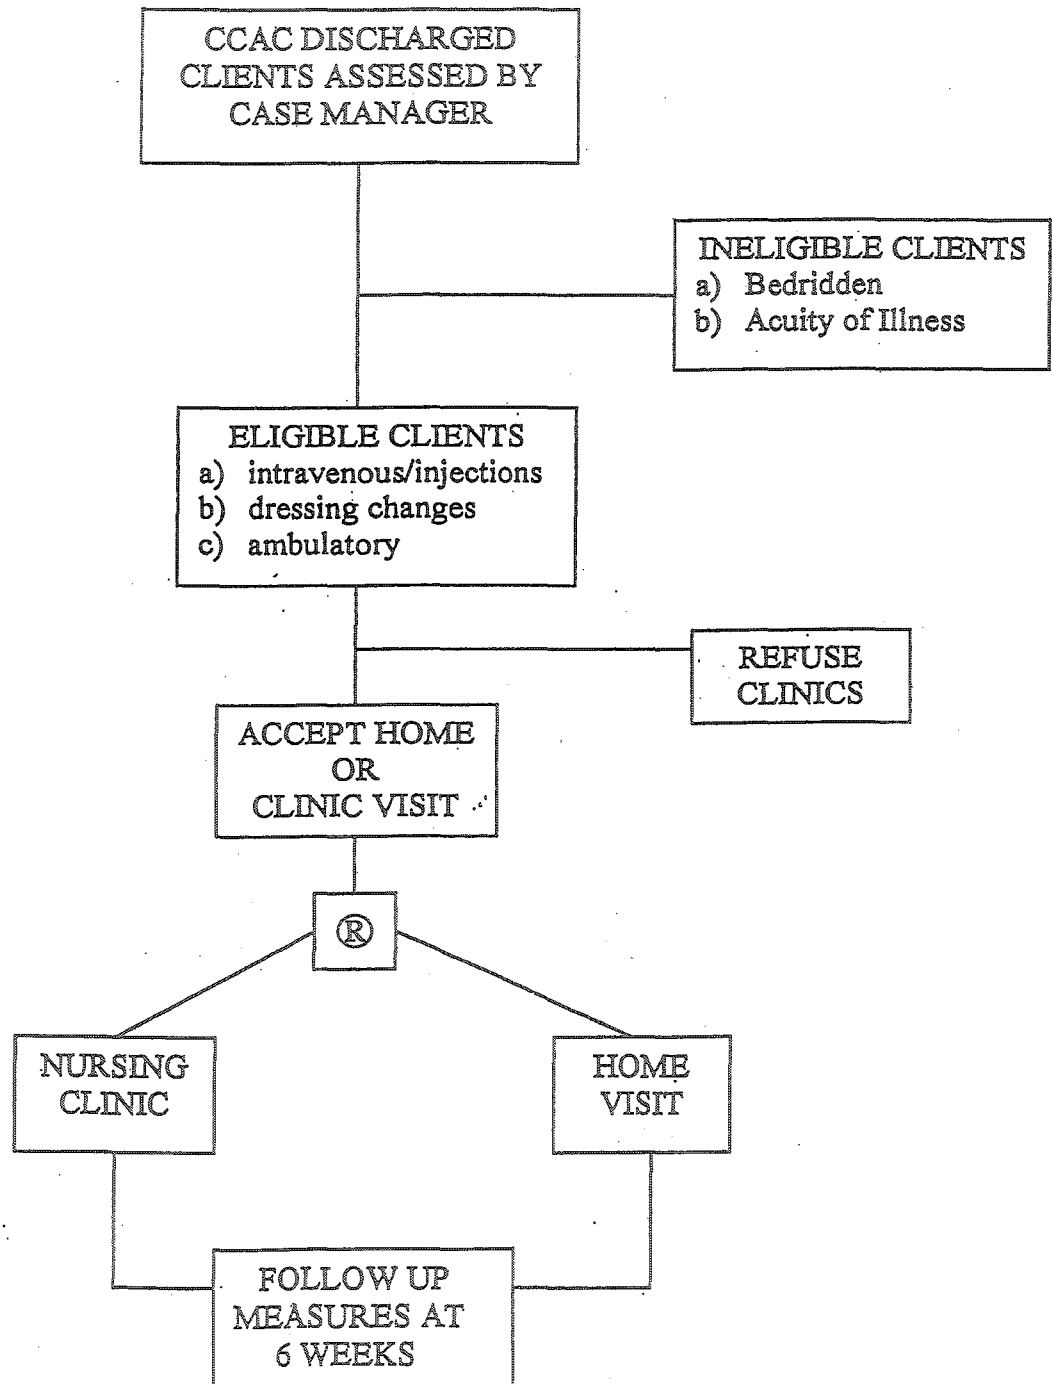 CCAC DISCHARGED
CLIENTS ASSESSED BY
CASE MANAGER
INELIGIBLE CLIENTS
a) Bedridden
b) Acuity of Illness
ELIGIBLE CLIENTS
a) intravenous/injections
b) dressing changes
c) ambulatory
REFUSE
CLINICS
ACCEPT HOME
OR
CLINIC VISIT
®
NURSING
CLINIC
HOME
VISIT
FOLLOW UP
MEASURES AT
6 WEEKS